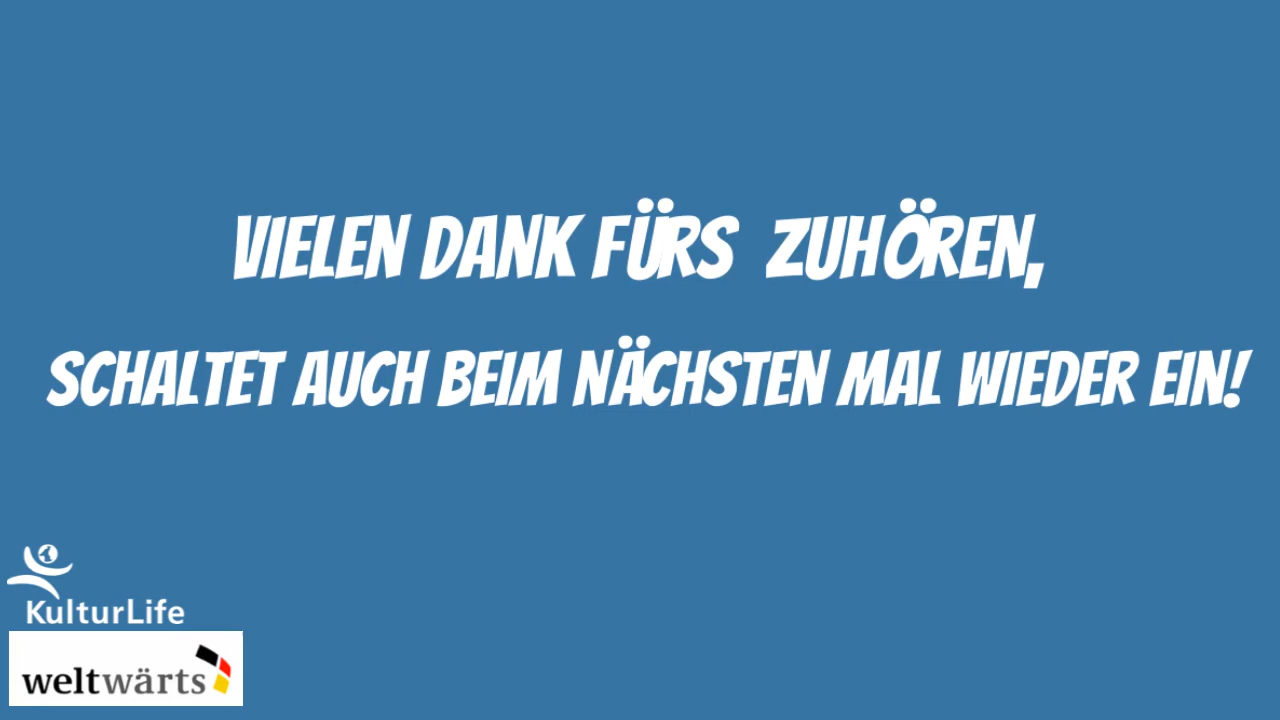 VIELEN DANK FÜRS ZUHÖREN,
SCHALTET AUCH BEIM NÄCHSTEN MAL WIEDER EIN!
KulturLife
weltwärts